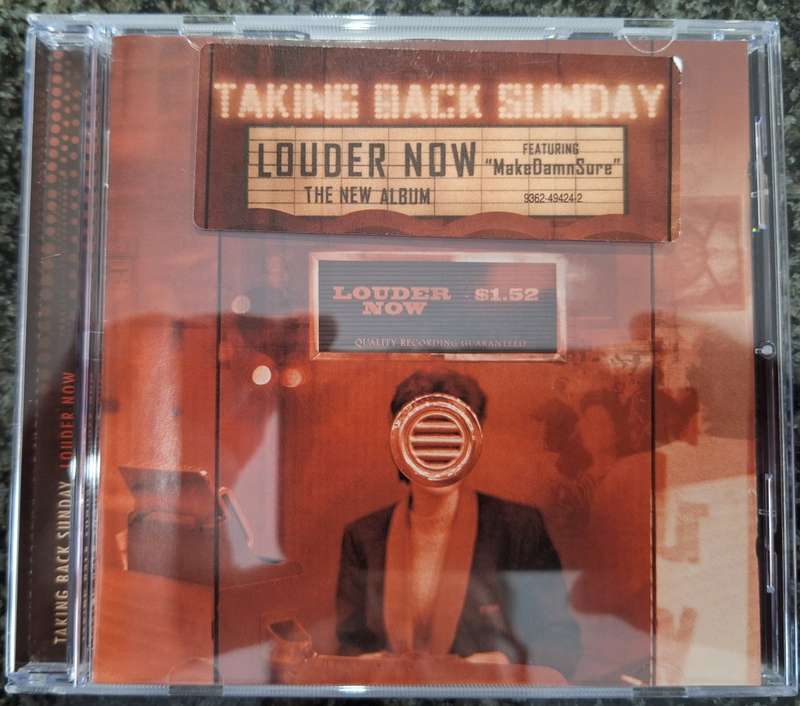 TAKING BACK SUNDAY
LOUDER NOW
FEATURING
"MakeDamnSure"
THE NEW ALBUM
9362-49424-2
LOUDER
NOW
$1.52
QUALITY RECORDING GUARANTEED
TAKING BACK SUNDAY LOUDER NOW